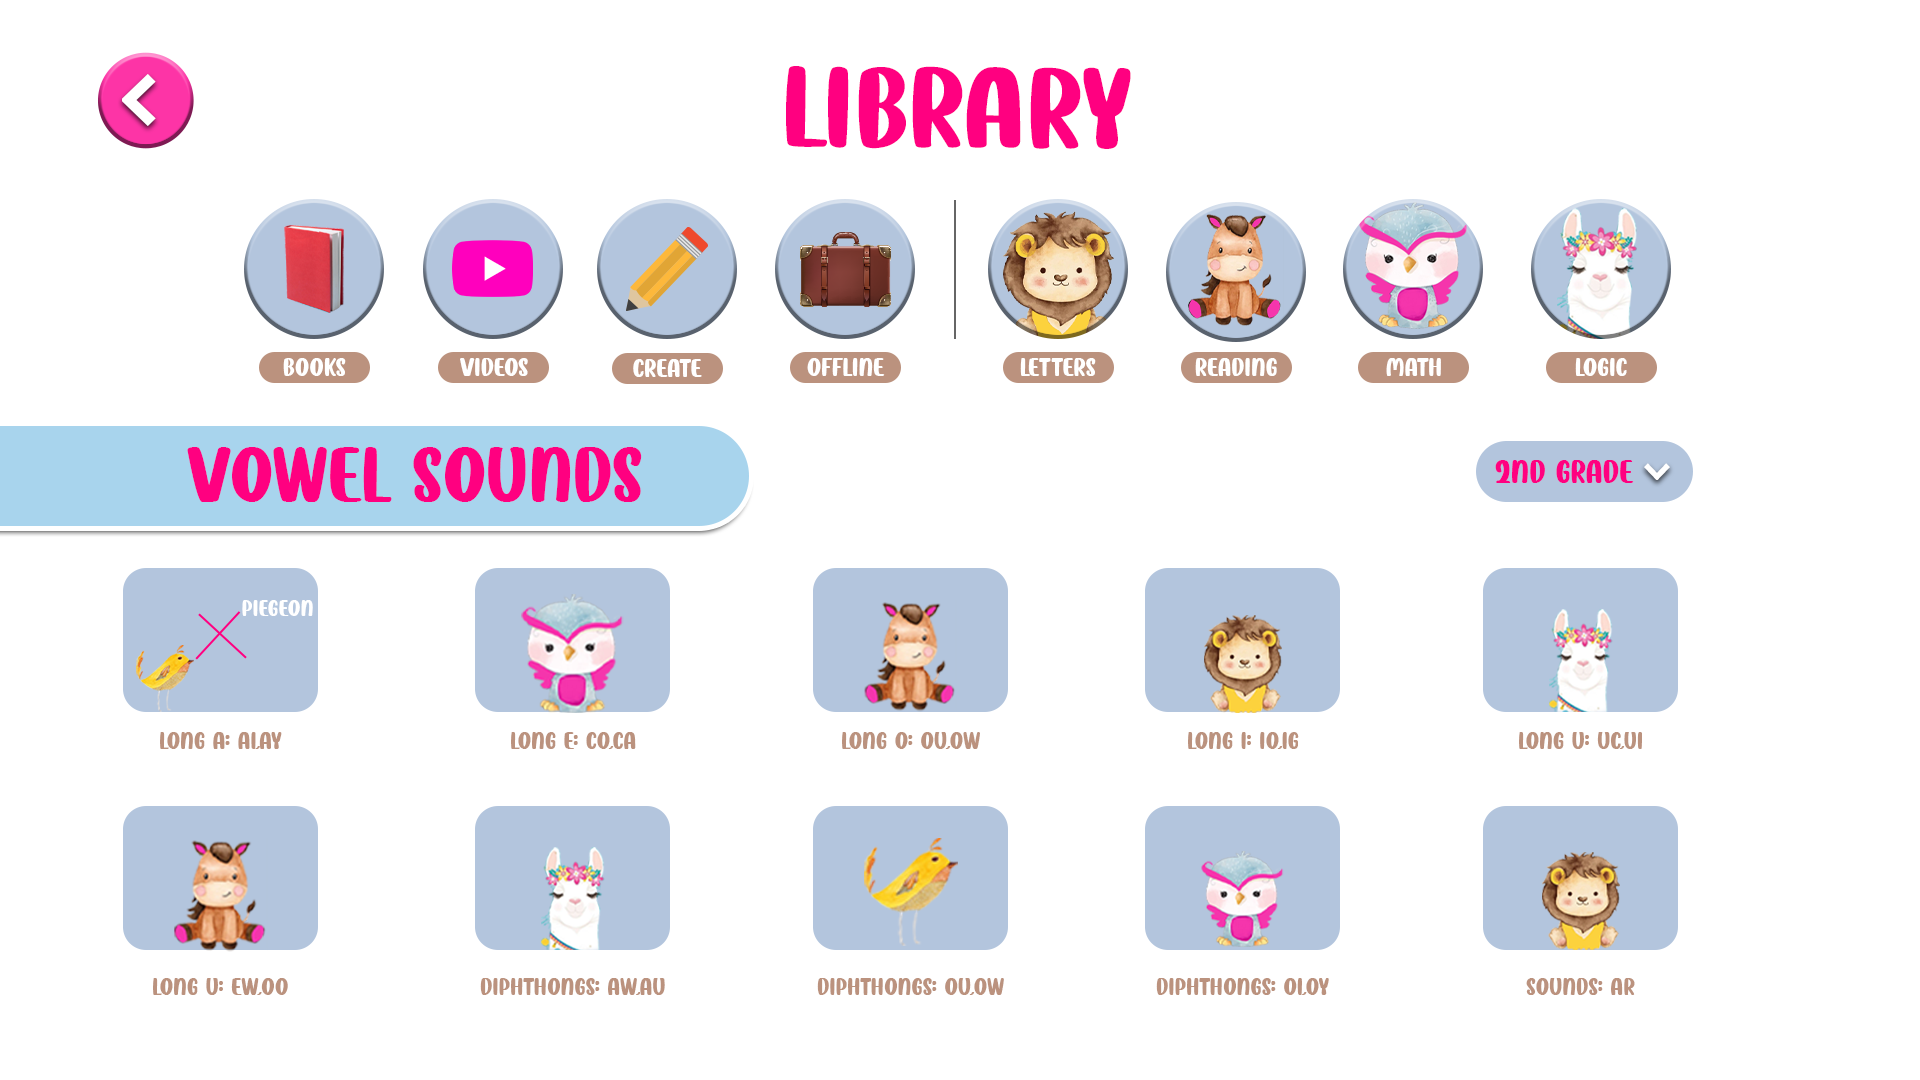 LIBRARY
BOOKS
VIDEOS
CREATE
OFFLINE
LETTERS
READING
MATH
LOGIC
VOWEL SOUNDS
2ND GRADE
PIEGEON
LONG A: AI,AY
LONG E: CO,CA
LONG O: OU,OW
LONG I: IO,IG
LONG U: UC,UI
LONG U: EW,OO
DIPHTHONGS: AW,AU
DIPHTHONGS: OU,OW
DIPHTHONGS: OI,OY
SOUNDS: AR